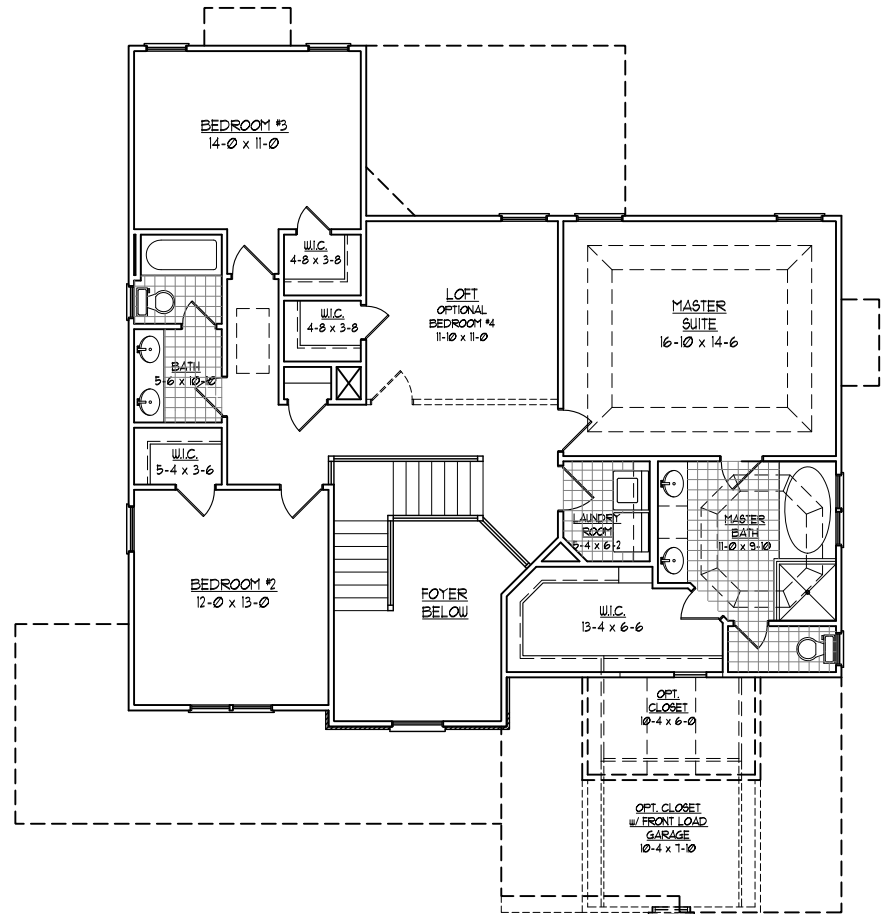 BEDROOM #3
14-0 x 11-0
W.I.C.
4-8 x 3-8
W.I.C.
4-8 x 3-8
LOFT
OPTIONAL
BEDROOM #4
11-10 x 11-0
MASTER
SUITE
16-10 x 14-6
BATH
5-6 x 10-10
W.I.C.
5-4 x 3-6
LAUNDRY
ROOM
5-4 x 6-2
MASTER
BATH
11-0 x 9-10
BEDROOM #2
12-0 x 13-0
FOYER
BELOW
W.I.C.
13-4 x 6-6
OPT.
CLOSET
10-4 x 6-0
OPT. CLOSET
w/ FRONT LOAD
GARAGE
10-4 x 7-10